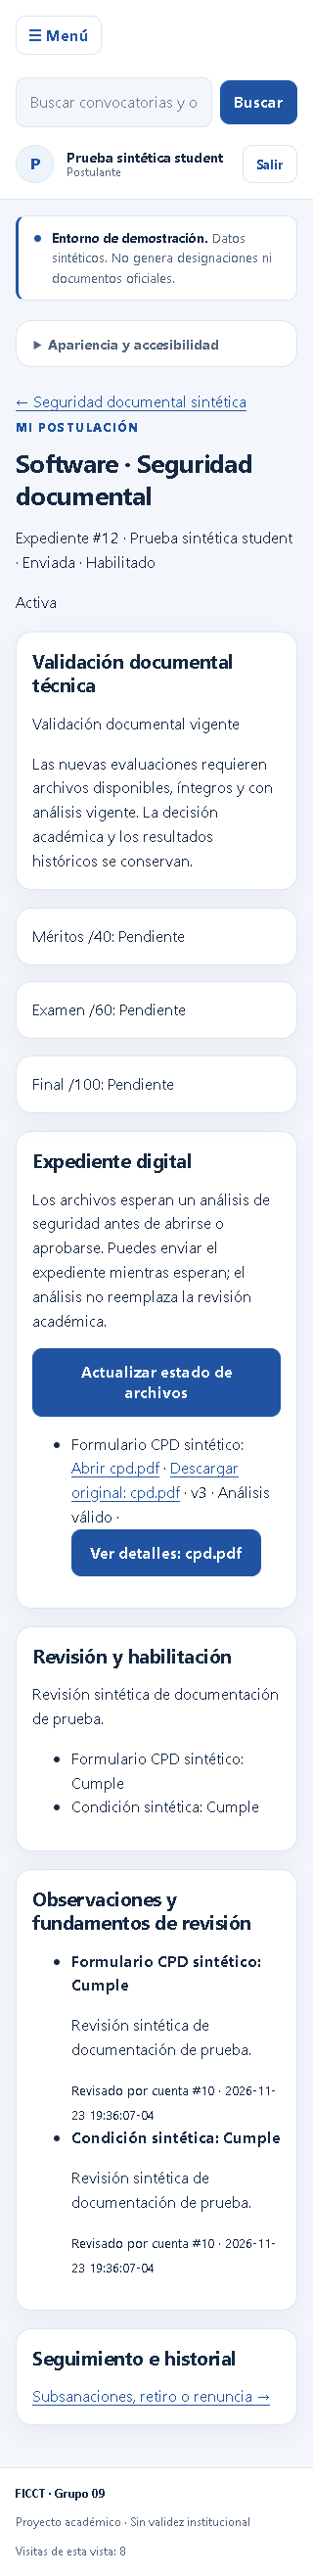 ☰ Menú
Buscar convocatorias y o
Buscar
P
Prueba sintética student
Postulante
Salir
Entorno de demostración. Datos
sintéticos. No genera designaciones ni
documentos oficiales.
▶ Apariencia y accesibilidad
← Seguridad documental sintética
MI POSTULACIÓN
Software · Seguridad
documental
Expediente #12 · Prueba sintética student
· Enviada · Habilitado
Activa
Validación documental
técnica
Validación documental vigente
Las nuevas evaluaciones requieren
archivos disponibles, íntegros y con
análisis vigente. La decisión
académica y los resultados
históricos se conservan.
Méritos /40: Pendiente
Examen /60: Pendiente
Final /100: Pendiente
Expediente digital
Los archivos esperan un análisis de
seguridad antes de abrirse o
aprobarse. Puedes enviar el
expediente mientras esperan; el
análisis no reemplaza la revisión
académica.
Actualizar estado de
archivos
• Formulario CPD sintético:
Abrir cpd.pdf · Descargar
original: cpd.pdf · v3 · Análisis
válido ·
Ver detalles: cpd.pdf
Revisión y habilitación
Revisión sintética de documentación
de prueba.
• Formulario CPD sintético:
Cumple
• Condición sintética: Cumple
Observaciones y
fundamentos de revisión
• Formulario CPD sintético:
Cumple
Revisión sintética de
documentación de prueba.
Revisado por cuenta #10 · 2026-11-
23 19:36:07-04
• Condición sintética: Cumple
Revisión sintética de
documentación de prueba.
Revisado por cuenta #10 · 2026-11-
23 19:36:07-04
Seguimiento e historial
Subsanaciones, retiro o renuncia →
FICCT · Grupo 09
Proyecto académico · Sin validez institucional
Visitas de esta vista: 8